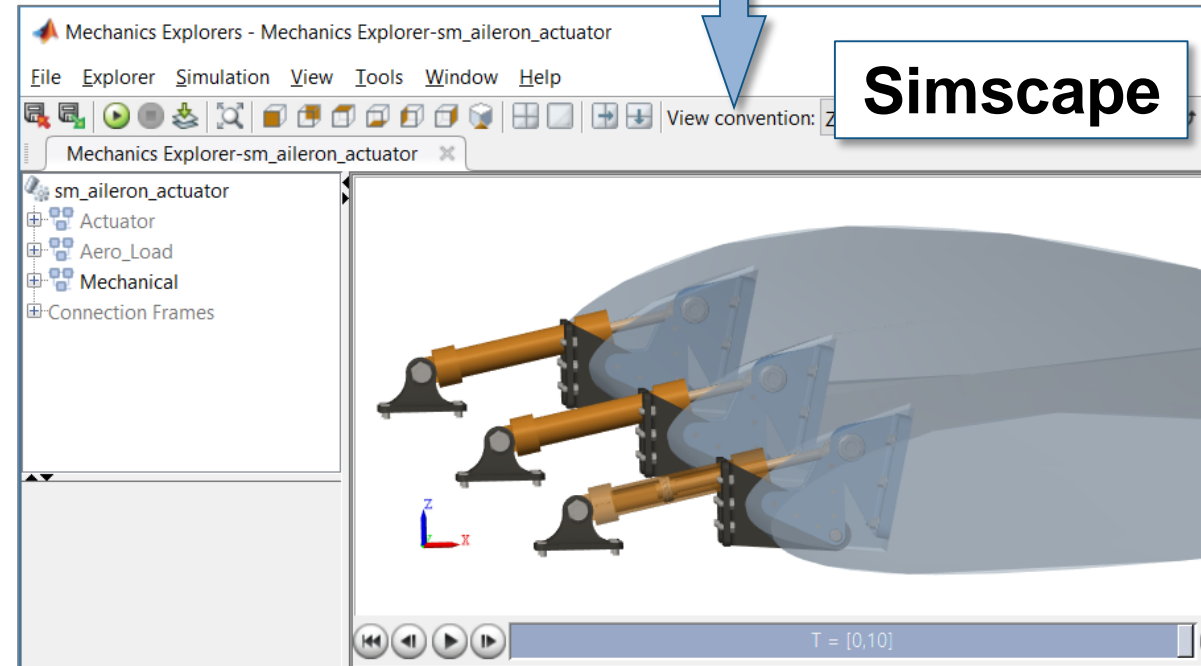 Mechanics Explorers - Mechanics Explorer-sm_aileron_actuator
Simscape
File Explorer Simulation View Tools Window Help
View convention: Z
Mechanics Explorer-sm_aileron_actuator
sm_aileron_actuator
Actuator
Aero_Load
Mechanical
Connection Frames
Z
X
T = [0,10]